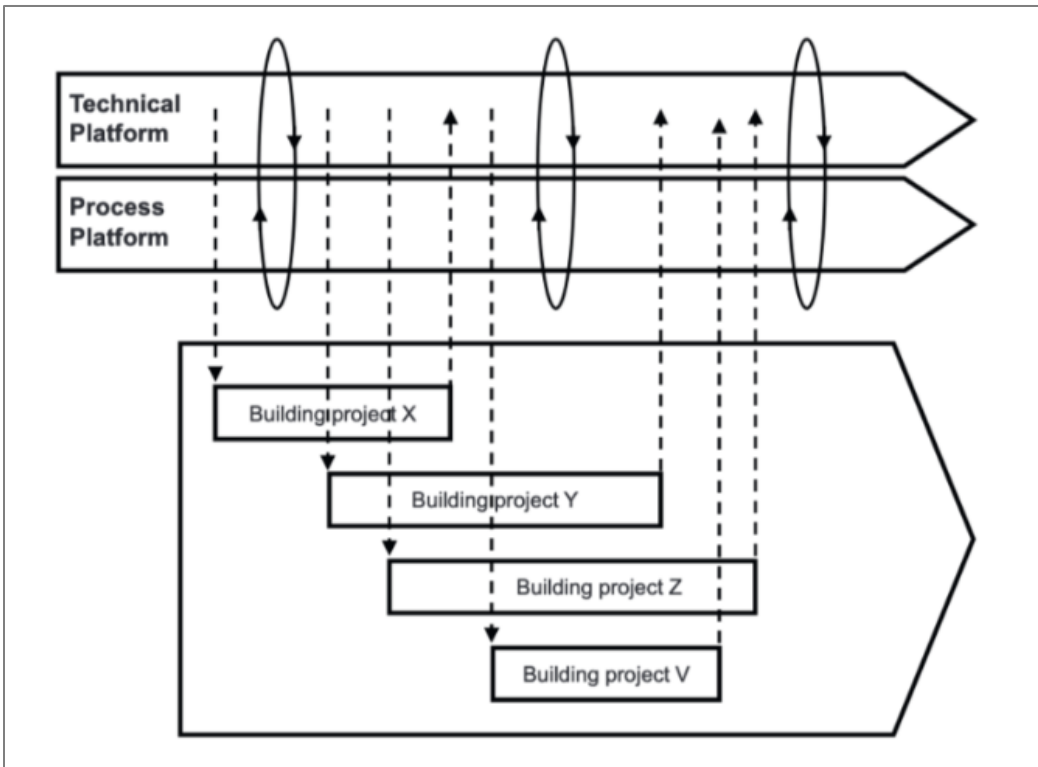 Technical
Platform
Process
Platform
Building project X
Building project Y
Building project Z
Building project V